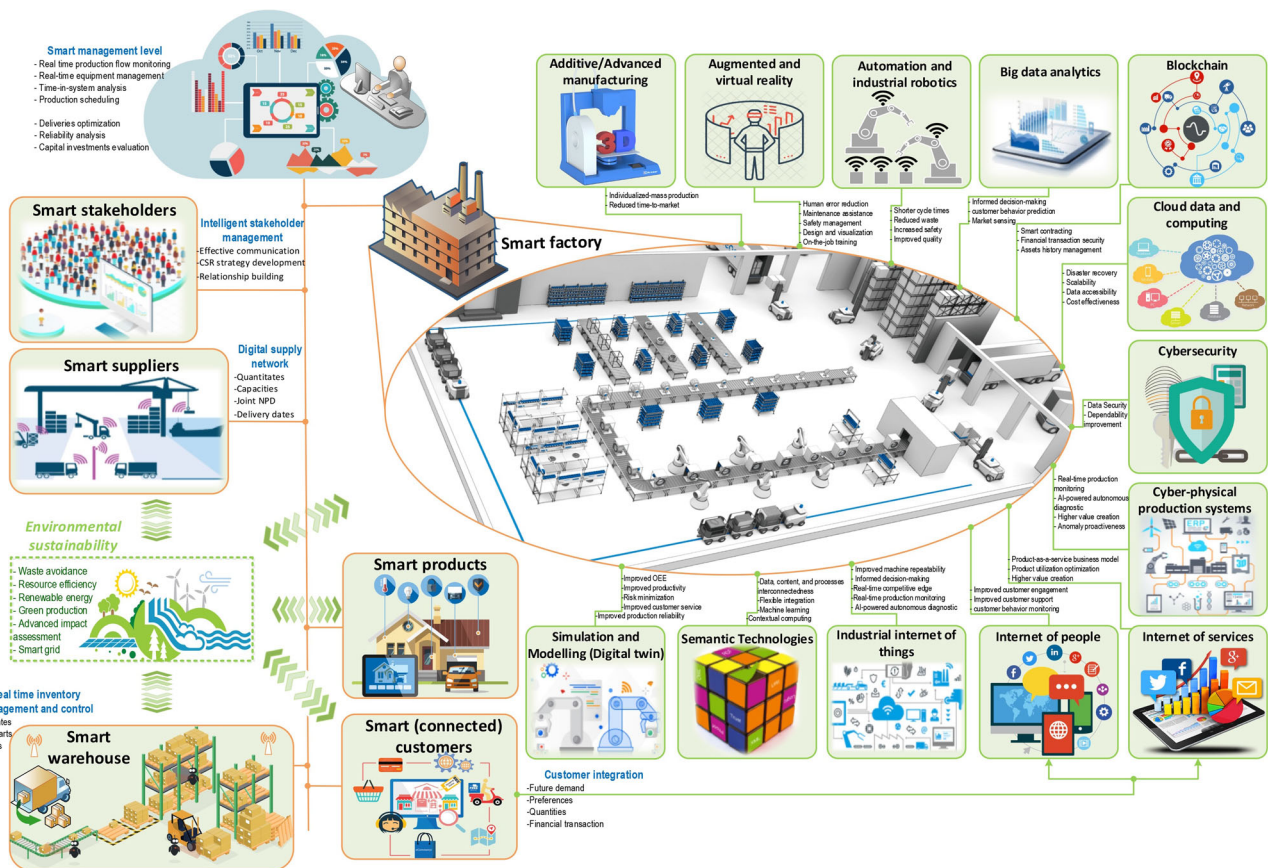 Smart management level
- Real time production flow monitoring
- Real-time equipment management
- Time-in-system analysis
- Production scheduling
- Deliveries optimization
- Reliability analysis
- Capital investments evaluation
Smart stakeholders
Intelligent stakeholder
management
-Effective communication
-CSR strategy development
-Relationship building
Smart suppliers
Digital supply
network
-Quantitates
-Capacities
-Joint NPD
-Delivery dates
Environmental
sustainability
- Waste avoidance
- Resource efficiency
- Renewable energy
- Green production
- Advanced impact
assessment
- Smart grid
eal time inventory
agement and control
Smart
warehouse
Smart factory
Additive/Advanced
manufacturing
3D
- Individualized-mass production
- Reduced time-to-market
Augmented and
virtual reality
- Human error reduction
- Maintenance assistance
- Safety management
- Design and visualization
- On-the-job training
Automation and
industrial robotics
- Shorter cycle times
- Reduced waste
- Increased safety
- Improved quality
Big data analytics
- Informed decision-making
- customer behavior prediction
- Market sensing
Blockchain
- Smart contracting
- Financial transaction security
- Assets history management
Cloud data and
computing
- Disaster recovery
- Scalability
- Data accessibility
- Cost effectiveness
Cybersecurity
- Data Security
- Dependability
improvement
Cyber-physical
production systems
ERP
- Real-time production
monitoring
- AI-powered autonomous
diagnostic
- Higher value creation
- Anomaly proactiveness
- Product-as-a-service business model
- Product utilization optimization
- Higher value creation
- Improved customer engagement
- Improved customer support
- customer behavior monitoring
- Improved machine repeatability
- Informed decision-making
- Real-time competitive edge
- Real-time production monitoring
- AI-powered autonomous diagnostic
-Data, content, and processes
interconnectedness
-Flexible integration
- Machine learning
-Contextual computing
-Improved OEE
-Improved productivity
-Risk minimization
-Improved customer service
-Improved production reliability
Smart products
Simulation and
Modelling (Digital twin)
Semantic Technologies
Industrial internet of
things
Internet of people
Internet of services
Smart (connected)
customers
Customer integration
-Future demand
-Preferences
-Quantities
-Financial transaction